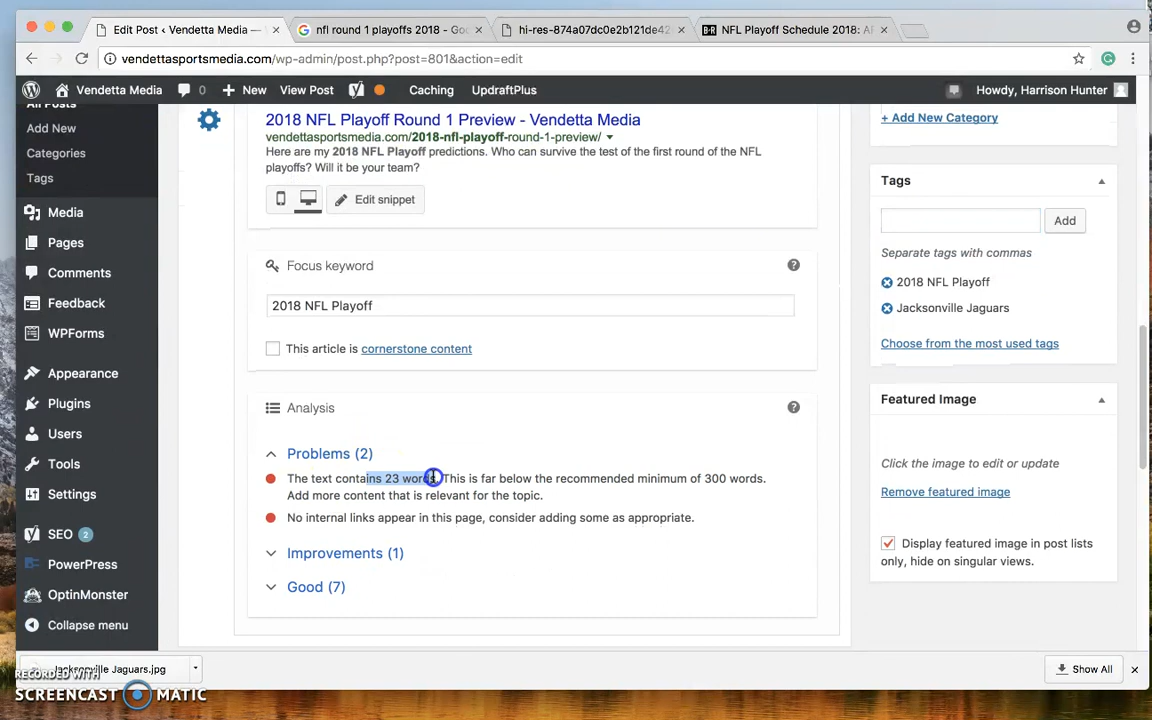 Edit Post ‹ Vendetta Media —
nfl round 1 playoffs 2018 - Goo
hi-res-874a07dc0e2b121de42
B·R NFL Playoff Schedule 2018: AF
vendettasportsmedia.com/wp-admin/post.php?post=801&action=edit
Vendetta Media 0 New View Post Caching UpdraftPlus Howdy, Harrison Hunter
All Posts
Add New
Categories
Tags
Media
Pages
Comments
Feedback
WPForms
Appearance
Plugins
Users
Tools
Settings
SEO 2
PowerPress
OptinMonster
Collapse menu
2018 NFL Playoff Round 1 Preview - Vendetta Media
vendettasportsmedia.com/2018-nfl-playoff-round-1-preview/
Here are my 2018 NFL Playoff predictions. Who can survive the test of the first round of the NFL
playoffs? Will it be your team?
Edit snippet
Focus keyword
2018 NFL Playoff
This article is cornerstone content
Analysis
Problems (2)
The text contains 23 words. This is far below the recommended minimum of 300 words.
Add more content that is relevant for the topic.
No internal links appear in this page, consider adding some as appropriate.
Improvements (1)
Good (7)
+ Add New Category
Tags
Add
Separate tags with commas
2018 NFL Playoff
Jacksonville Jaguars
Choose from the most used tags
Featured Image
Click the image to edit or update
Remove featured image
Display featured image in post lists
only, hide on singular views.
Jacksonville Jaguars.jpg
Show All
RECORDED WITH
SCREENCAST MATIC